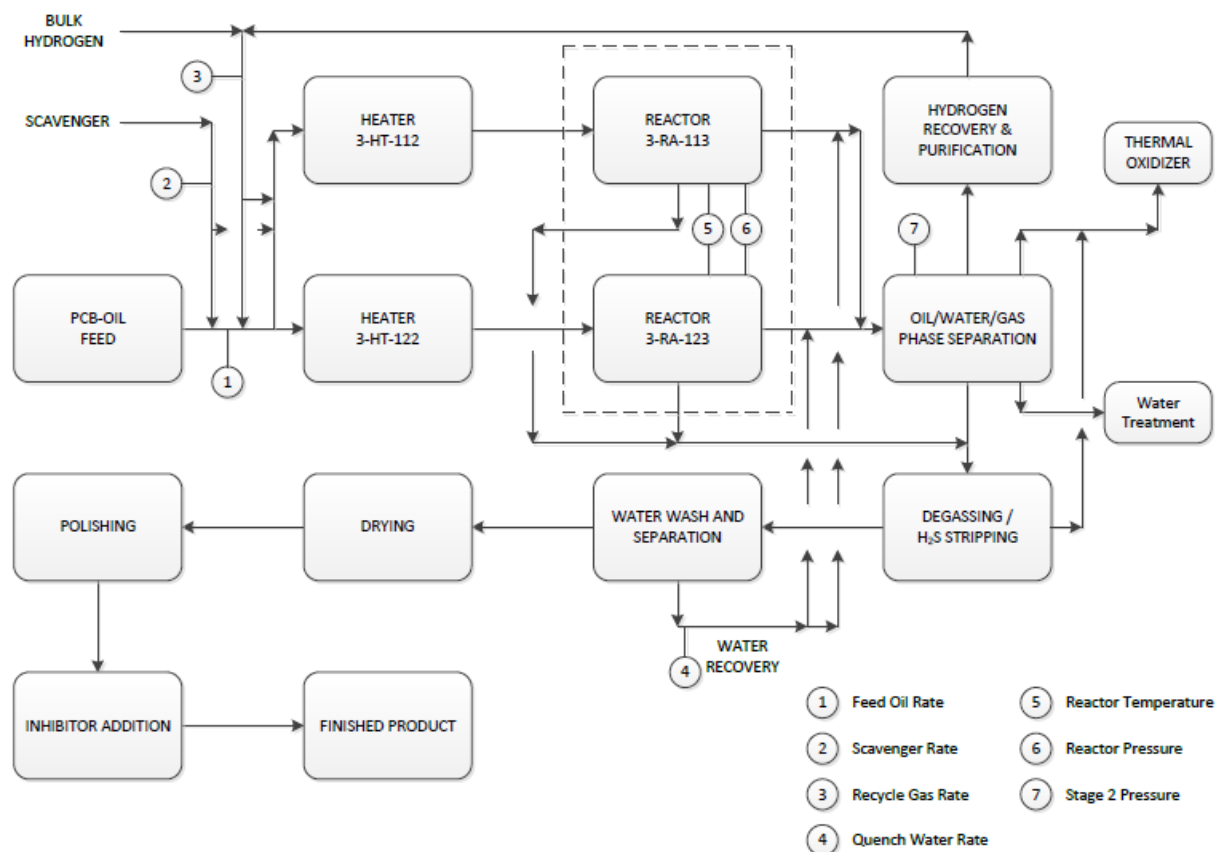 BULK
HYDROGEN
3
SCAVENGER
2
HEATER
3-HT-112
REACTOR
3-RA-113
HYDROGEN
RECOVERY &
PURIFICATION
THERMAL
OXIDIZER
5
6
7
PCB-OIL
FEED
1
HEATER
3-HT-122
REACTOR
3-RA-123
OIL/WATER/GAS
PHASE SEPARATION
Water
Treatment
POLISHING
DRYING
WATER WASH AND
SEPARATION
DEGASSING /
H₂S STRIPPING
4
WATER
RECOVERY
INHIBITOR ADDITION
FINISHED PRODUCT
1 Feed Oil Rate
2 Scavenger Rate
3 Recycle Gas Rate
4 Quench Water Rate
5 Reactor Temperature
6 Reactor Pressure
7 Stage 2 Pressure